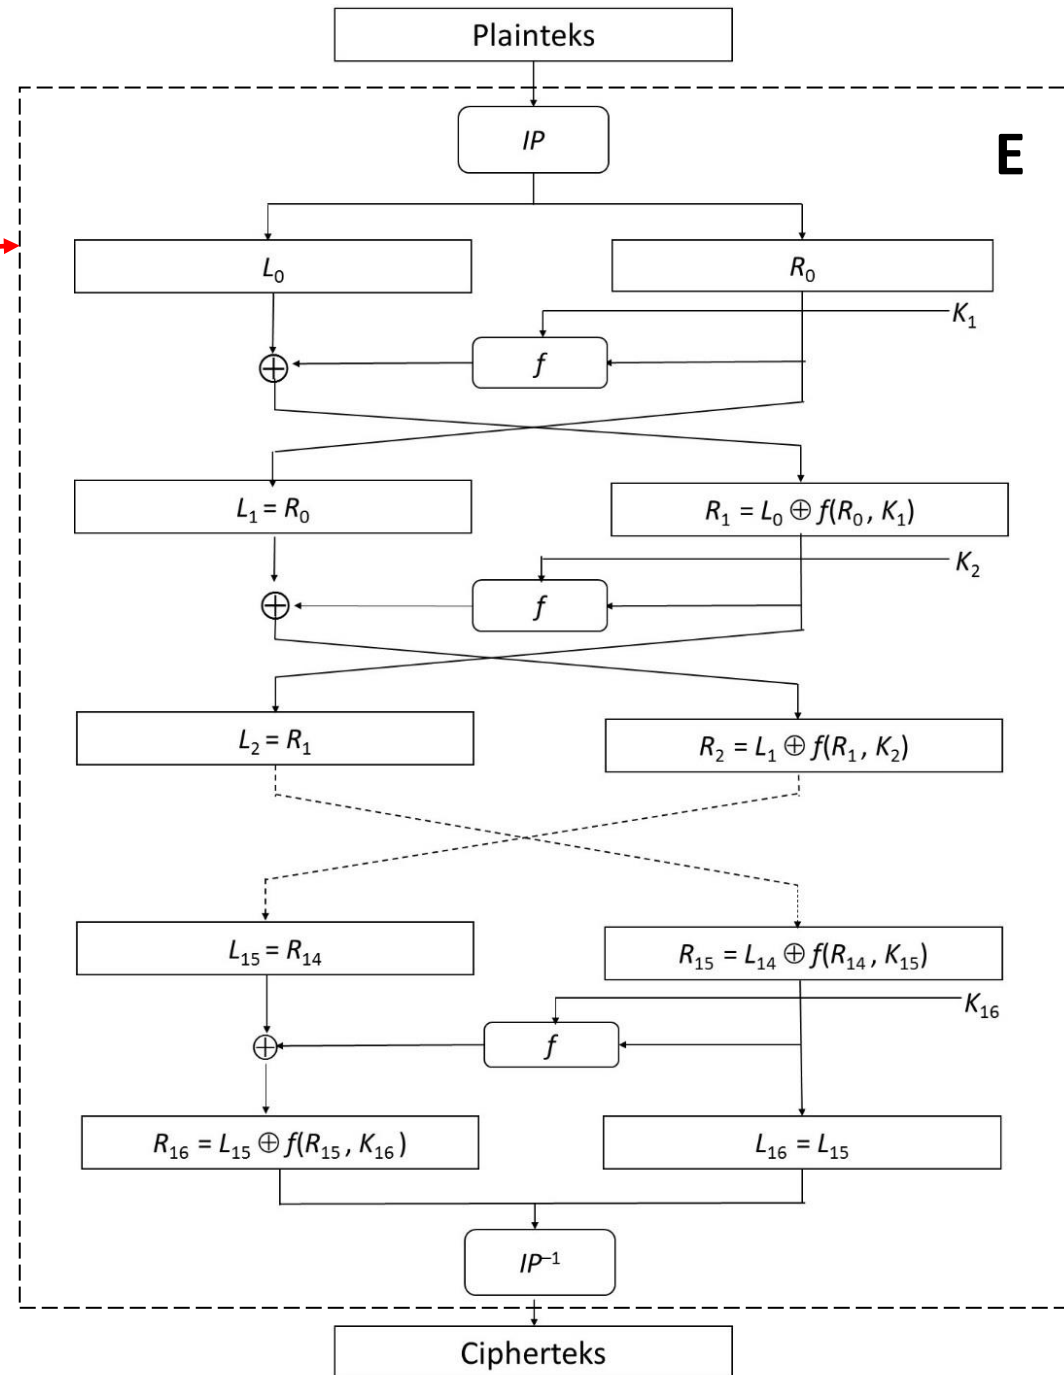 Plainteks
IP
E
L₀
R₀
K₁
⊕
f
L₁ = R₀
R₁ = L₀ ⊕ f(R₀, K₁)
K₂
⊕
f
L₂ = R₁
R₂ = L₁ ⊕ f(R₁, K₂)
L₁₅ = R₁₄
R₁₅ = L₁₄ ⊕ f(R₁₄, K₁₅)
K₁₆
⊕
f
R₁₆ = L₁₅ ⊕ f(R₁₅, K₁₆)
L₁₆ = L₁₅
IP⁻¹
Cipherteks